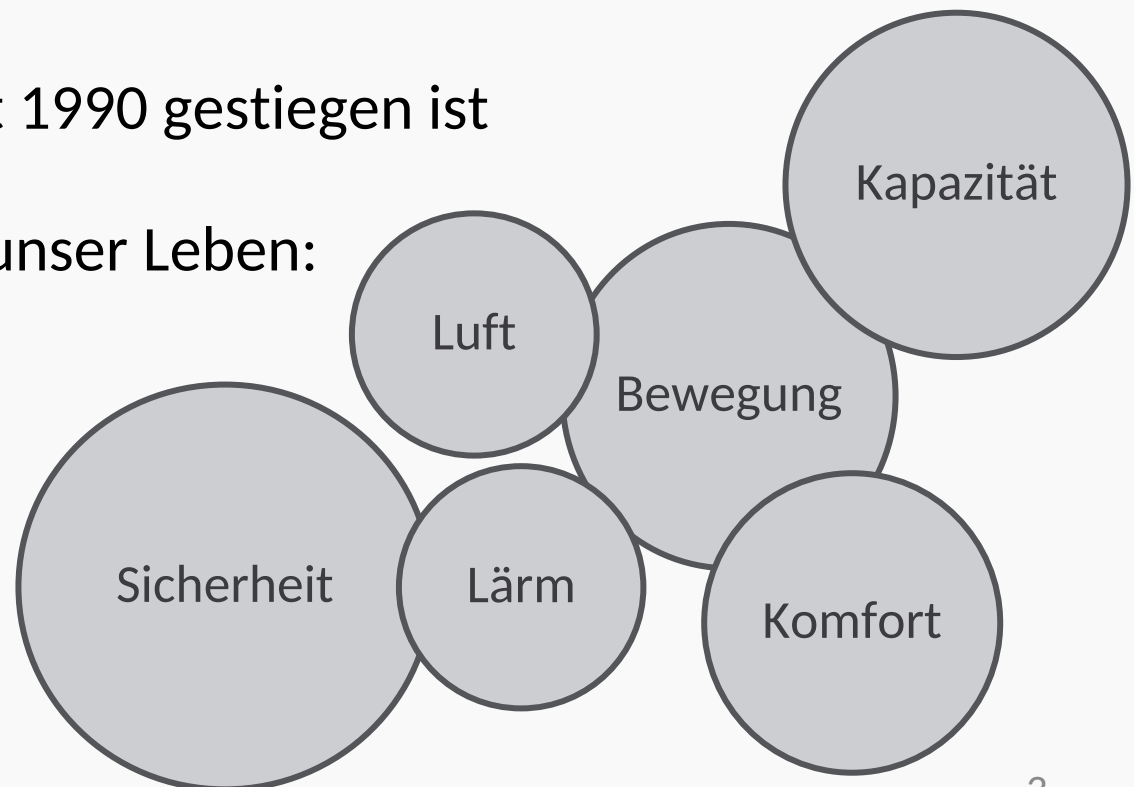 1990 gestiegen ist
Kapazität
unser Leben:
Luft
Bewegung
Sicherheit
Lärm
Komfort